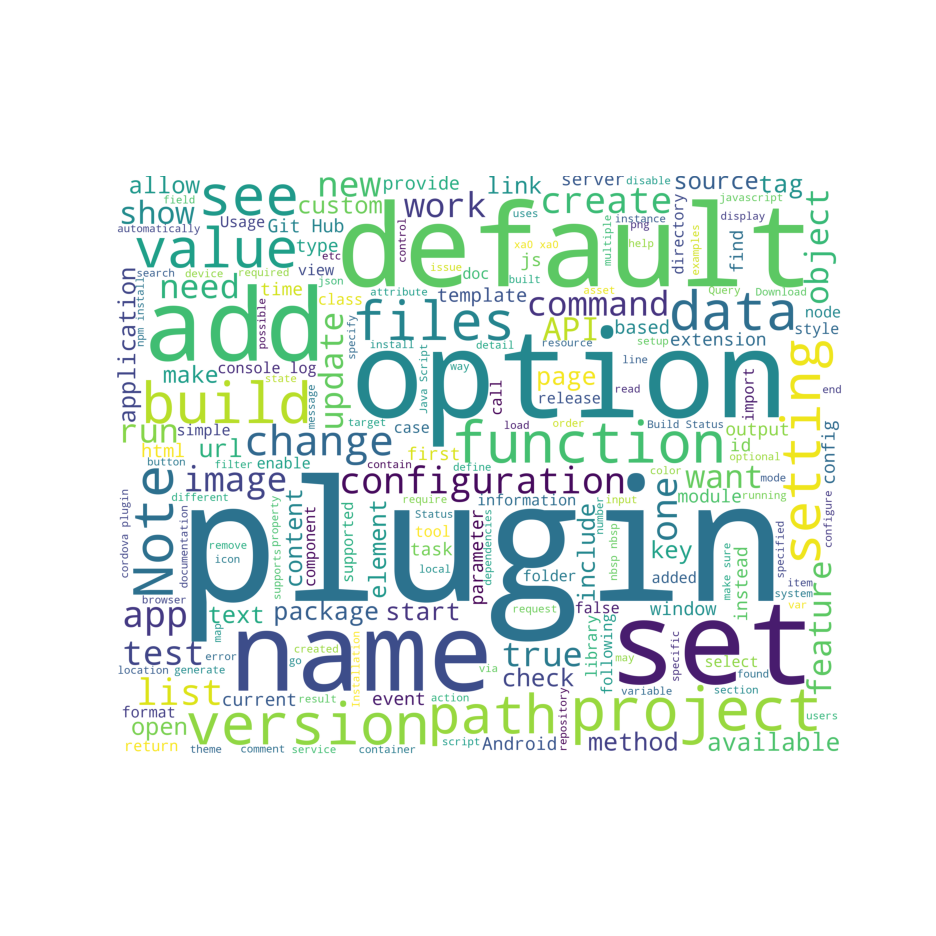 allow
see
new
provide
link
server
disable
source
tag
field
show
custom
work
uses
create
javascript
automatically
Usage
Git Hub
control
multiple
instance
png
display
object
value
type
etc
default
xa0 xa0
help
directory
examples
find
search
device
required
view
issue
doc
js
built
npm install
need
time
json
class
attribute
template
command
asset
data
Query
Download
node
application
add
possible
specify
files
API
based
extension
style
update
install
detail
resource
setup
line
make
console log
state
Java Script
way
option
page
call
release
read
import
end
build
message
target
load
order
run
simple
case
first
function
Build Status
output
setting
html
url
change
id
optional
config
button
filter
enable
contain
define
color
mode
image
configuration
want
module
running
Note
different
require
information
input
one
configure
cordova plugin
documentation
property
content
component
supported
element
Status
tool
parameter
dependencies
number
include
nbsp nbsp
key
make sure
specified
remove
icon
supports
plugin
task
local
folder
added
instead
item
system
browser
var
feature
app
text
package
start
request
false
window
map
test
error
name
true
library
following
set
location
generate
go
created
Installation
via
check
may
specific
select
found
list
current
result
event
action
variable
section
format
version
path
repository
project
users
open
return
theme
comment
service
container
script
Android
method
available